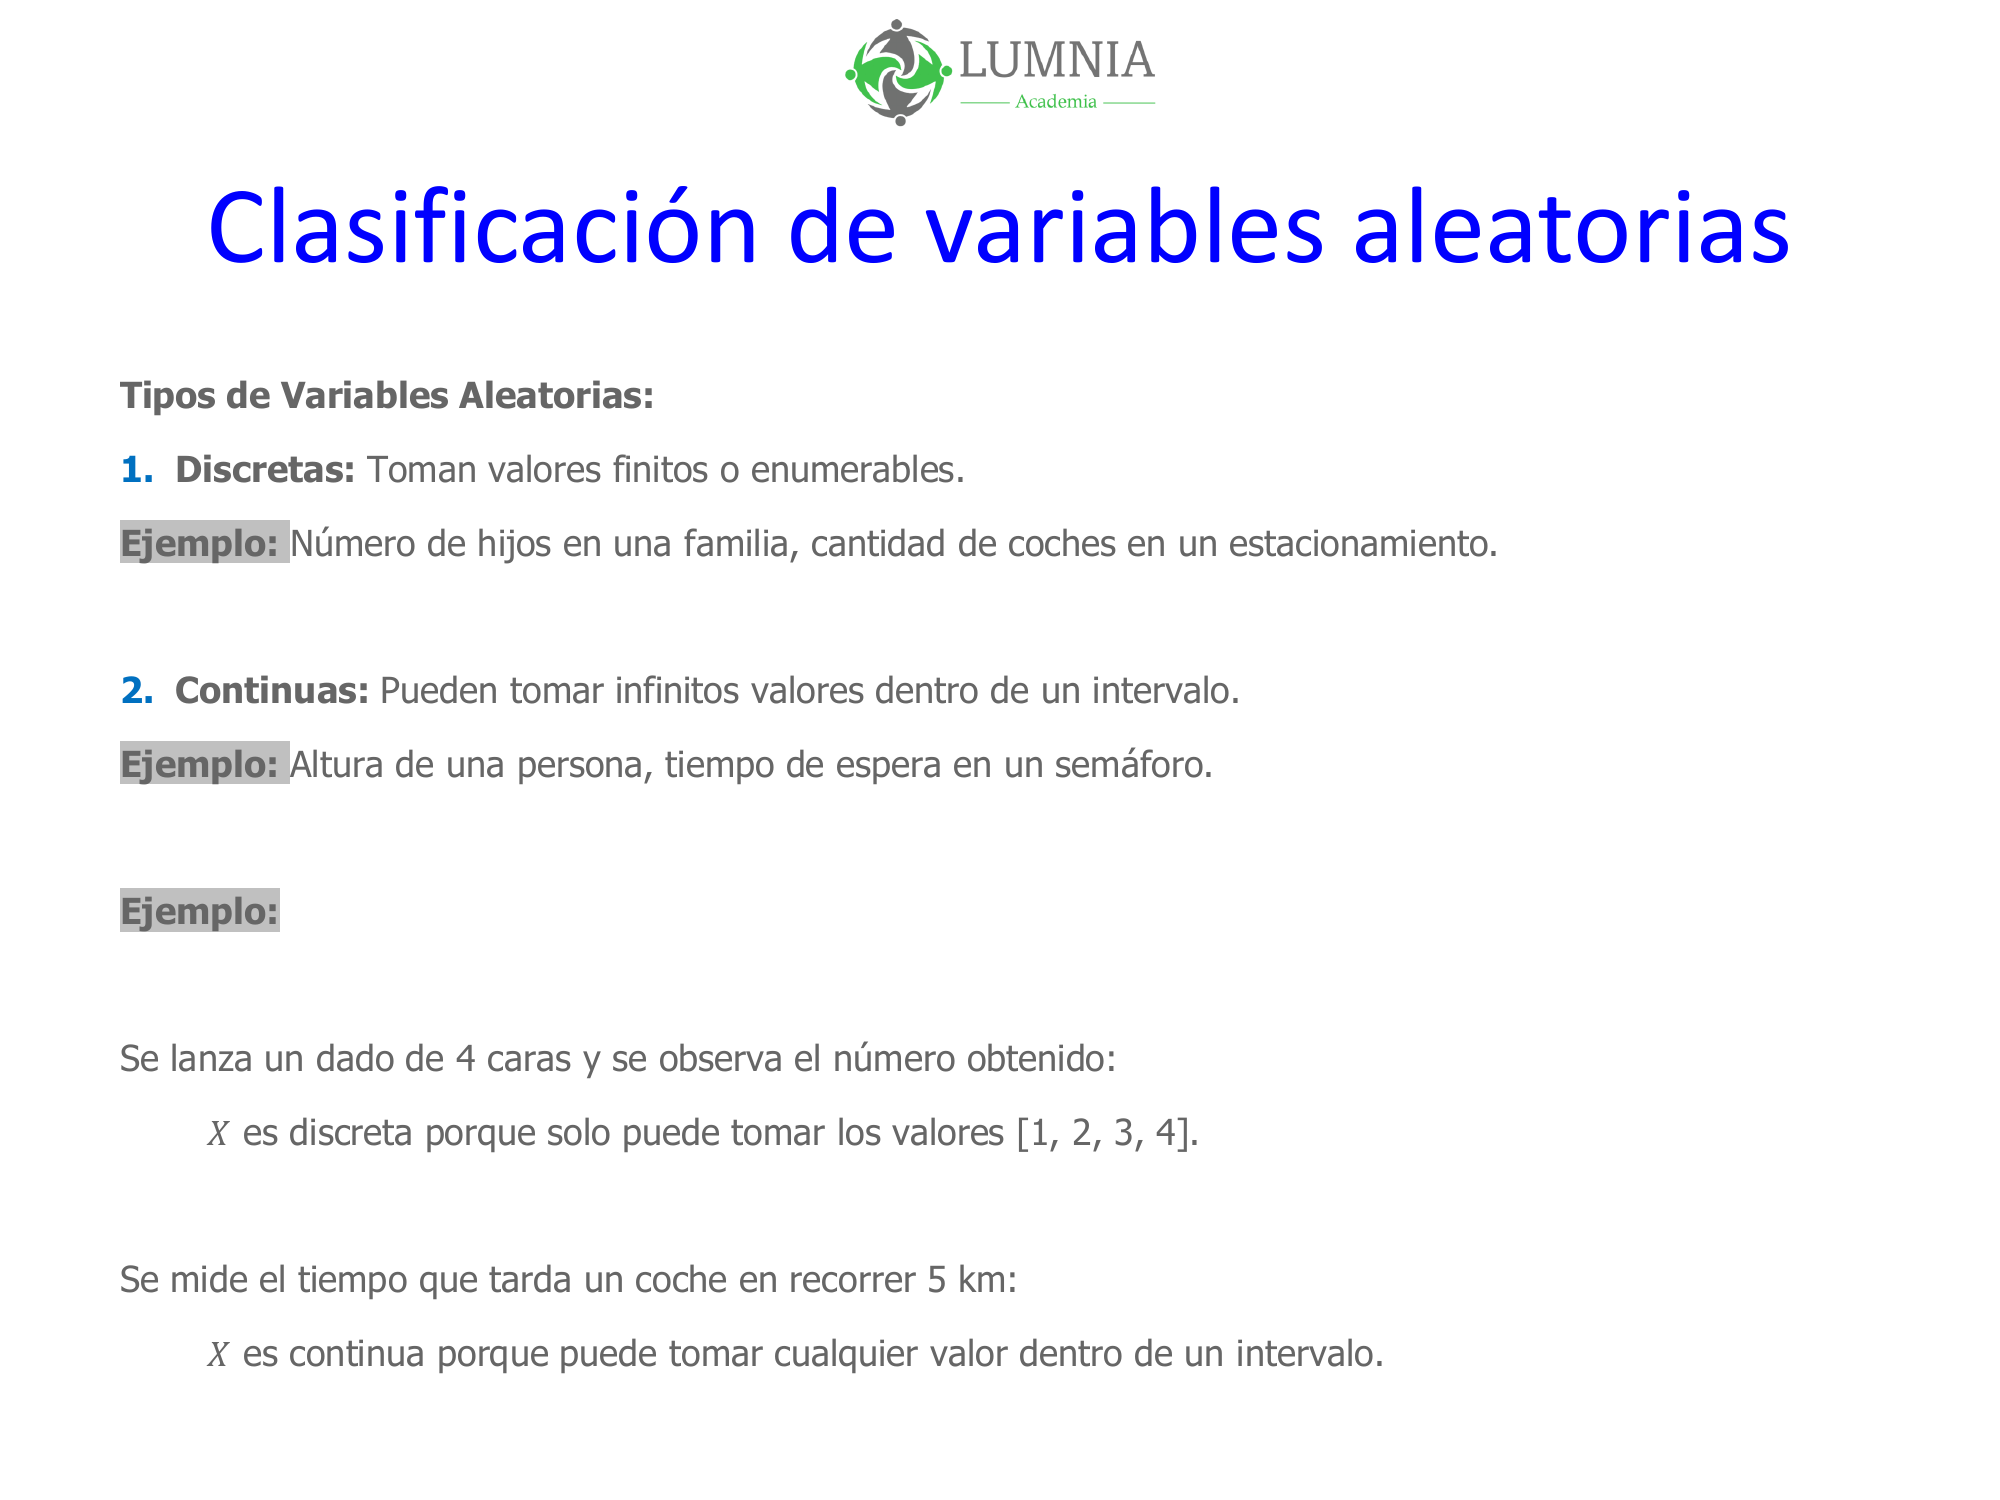 LUMNIA
Academia
Clasificación de variables aleatorias
Tipos de Variables Aleatorias:
1. Discretas: Toman valores finitos o enumerables.
Ejemplo: Número de hijos en una familia, cantidad de coches en un estacionamiento.
2. Continuas: Pueden tomar infinitos valores dentro de un intervalo.
Ejemplo: Altura de una persona, tiempo de espera en un semáforo.
Ejemplo:
Se lanza un dado de 4 caras y se observa el número obtenido:
X es discreta porque solo puede tomar los valores [1, 2, 3, 4].
Se mide el tiempo que tarda un coche en recorrer 5 km:
X es continua porque puede tomar cualquier valor dentro de un intervalo.